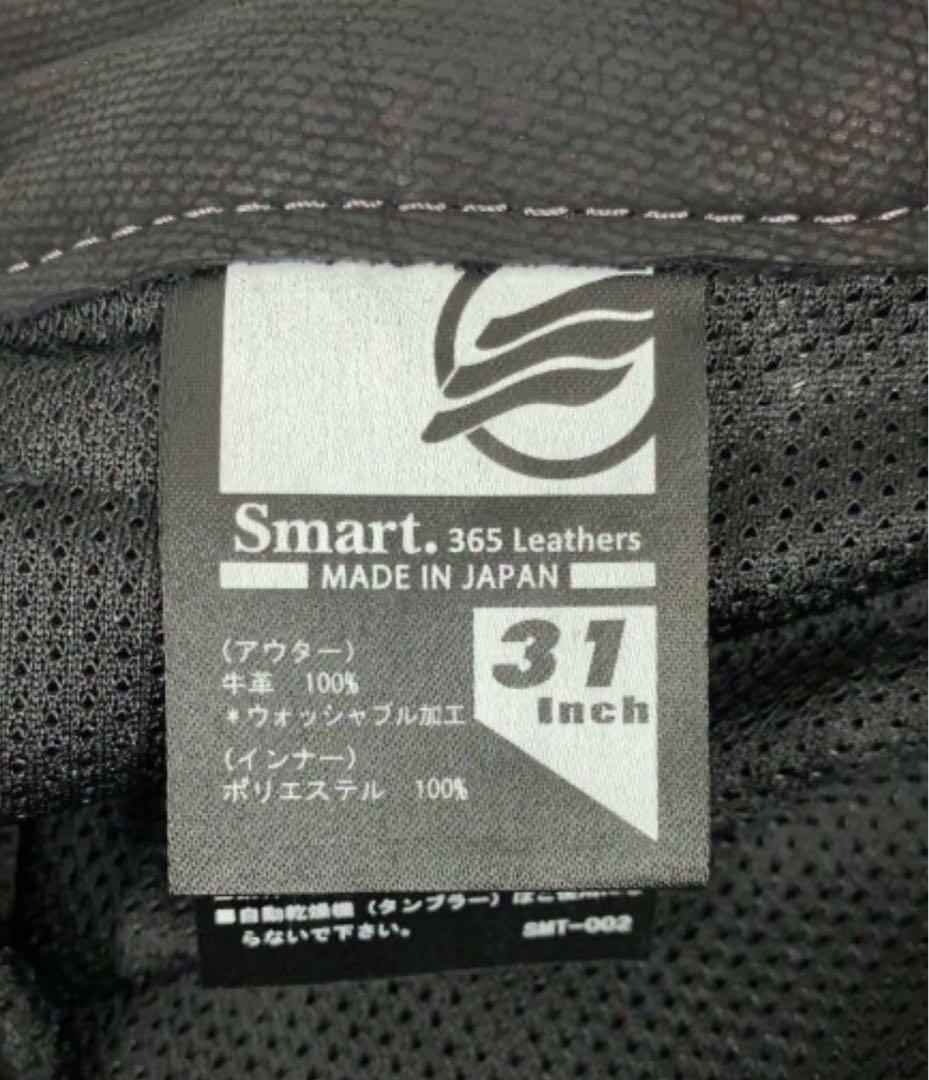 Smart. 365 Leathers
MADE IN JAPAN
31
Inch
(アウター)
牛革 100%
*ウォッシャブル加工
(インナー)
ポリエステル 100%
■自動乾燥機（タンブラー）は
らないで下さい。
SMT-002